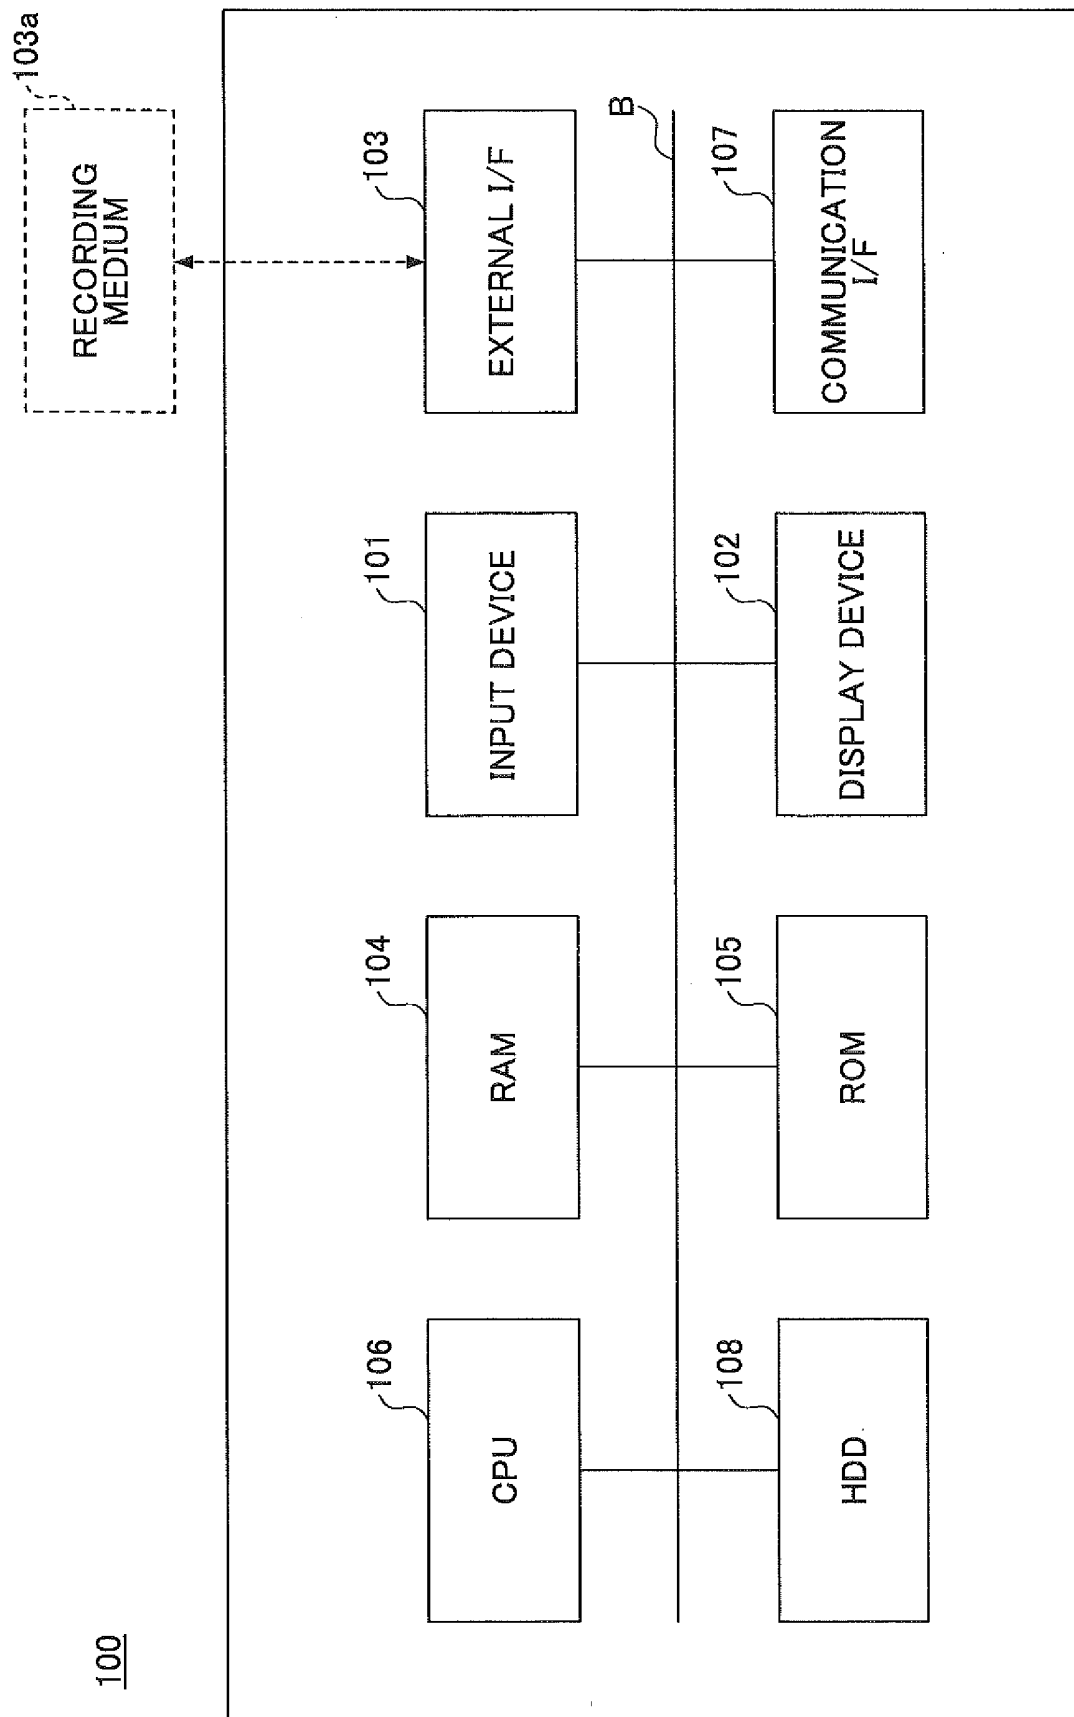 100
106
CPU
104
RAM
101
INPUT DEVICE
103
EXTERNAL I/F
103a
RECORDING
MEDIUM
B
108
HDD
105
ROM
102
DISPLAY DEVICE
107
COMMUNICATION
I/F